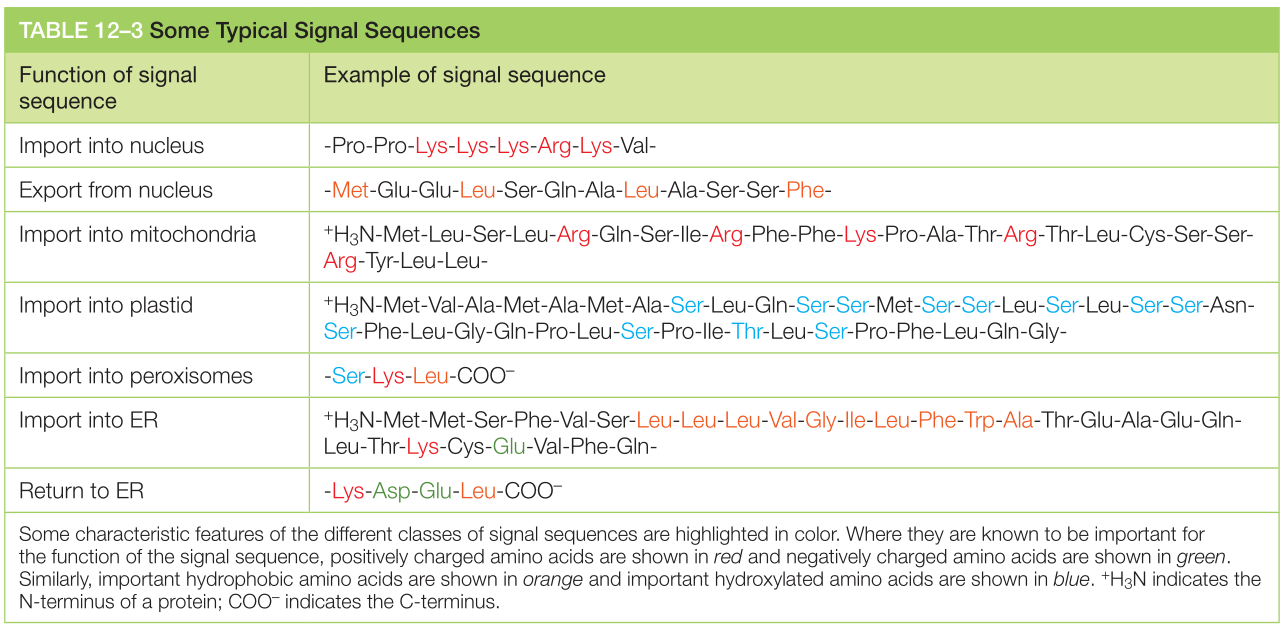 TABLE 12–3 Some Typical Signal Sequences
Function of signal sequence
Example of signal sequence
Import into nucleus
-Pro-Pro-Lys-Lys-Lys-Arg-Lys-Val-
Export from nucleus
-Met-Glu-Glu-Leu-Ser-Gln-Ala-Leu-Ala-Ser-Ser-Phe-
Import into mitochondria
⁺H₃N-Met-Leu-Ser-Leu-Arg-Gln-Ser-Ile-Arg-Phe-Phe-Lys-Pro-Ala-Thr-Arg-Thr-Leu-Cys-Ser-Ser-
Arg-Tyr-Leu-Leu-
Import into plastid
⁺H₃N-Met-Val-Ala-Met-Ala-Met-Ala-Ser-Leu-Gln-Ser-Ser-Met-Ser-Ser-Leu-Ser-Leu-Ser-Ser-Asn-
Ser-Phe-Leu-Gly-Gln-Pro-Leu-Ser-Pro-Ile-Thr-Leu-Ser-Pro-Phe-Leu-Gln-Gly-
Import into peroxisomes
-Ser-Lys-Leu-COO⁻
Import into ER
⁺H₃N-Met-Met-Ser-Phe-Val-Ser-Leu-Leu-Leu-Val-Gly-Ile-Leu-Phe-Trp-Ala-Thr-Glu-Ala-Glu-Gln-
Leu-Thr-Lys-Cys-Glu-Val-Phe-Gln-
Return to ER
-Lys-Asp-Glu-Leu-COO⁻
Some characteristic features of the different classes of signal sequences are highlighted in color. Where they are known to be important for
the function of the signal sequence, positively charged amino acids are shown in red and negatively charged amino acids are shown in green.
Similarly, important hydrophobic amino acids are shown in orange and important hydroxylated amino acids are shown in blue. ⁺H₃N indicates the
N-terminus of a protein; COO⁻ indicates the C-terminus.